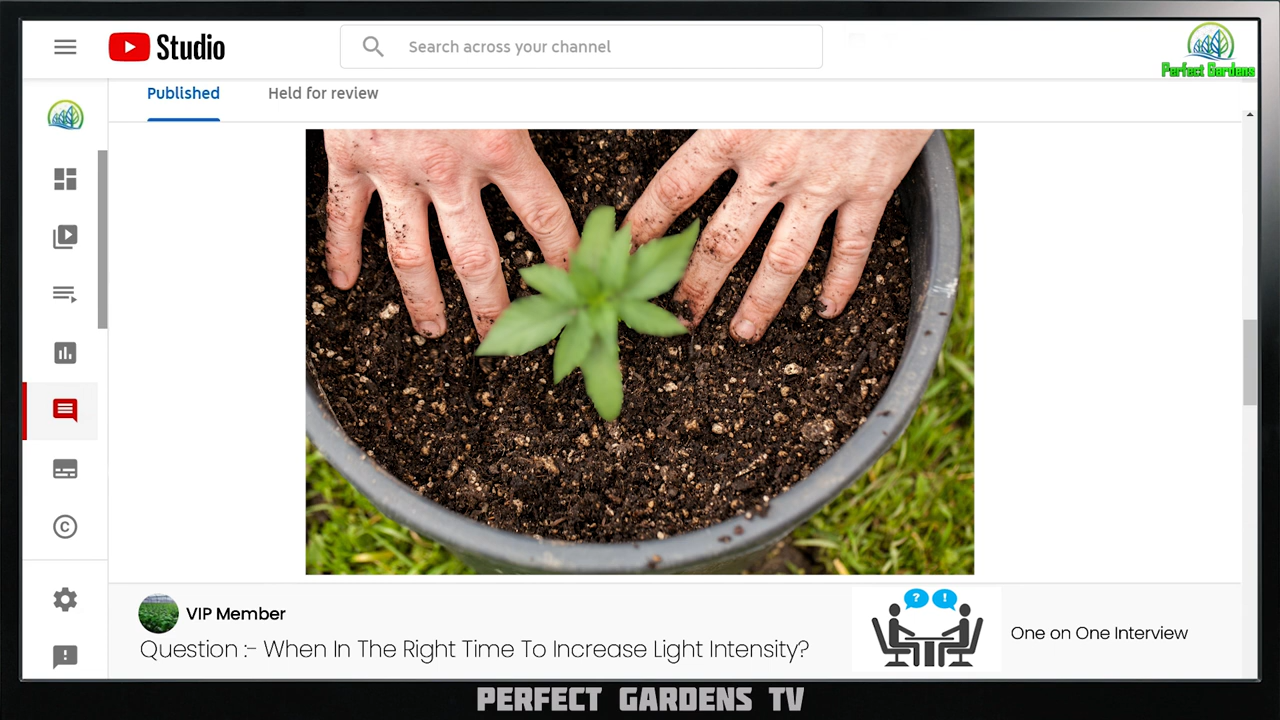 Studio
Search across your channel
Perfect Gardens
Published
Held for review
VIP Member
Question :- When In The Right Time To Increase Light Intensity?
? !
One on One Interview
PERFECT GARDENS TV